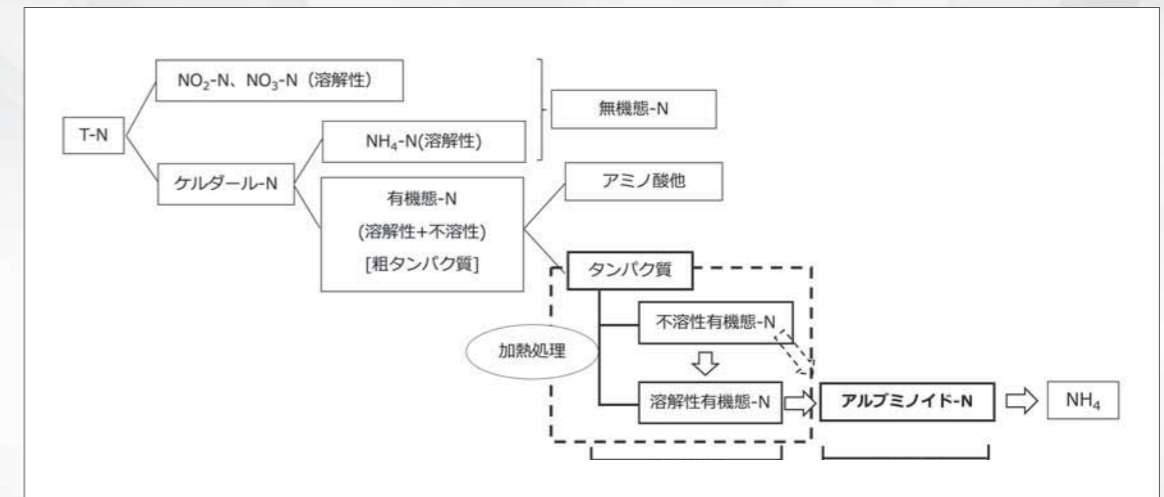 NO₂-N、NO₃-N（溶解性）
無機態-N
T-N
NH₄-N(溶解性)
ケルダール-N
アミノ酸他
有機態-N
(溶解性+不溶性)
[粗タンパク質]
タンパク質
不溶性有機態-N
加熱処理
溶解性有機態-N
アルブミノイド-N
NH₄